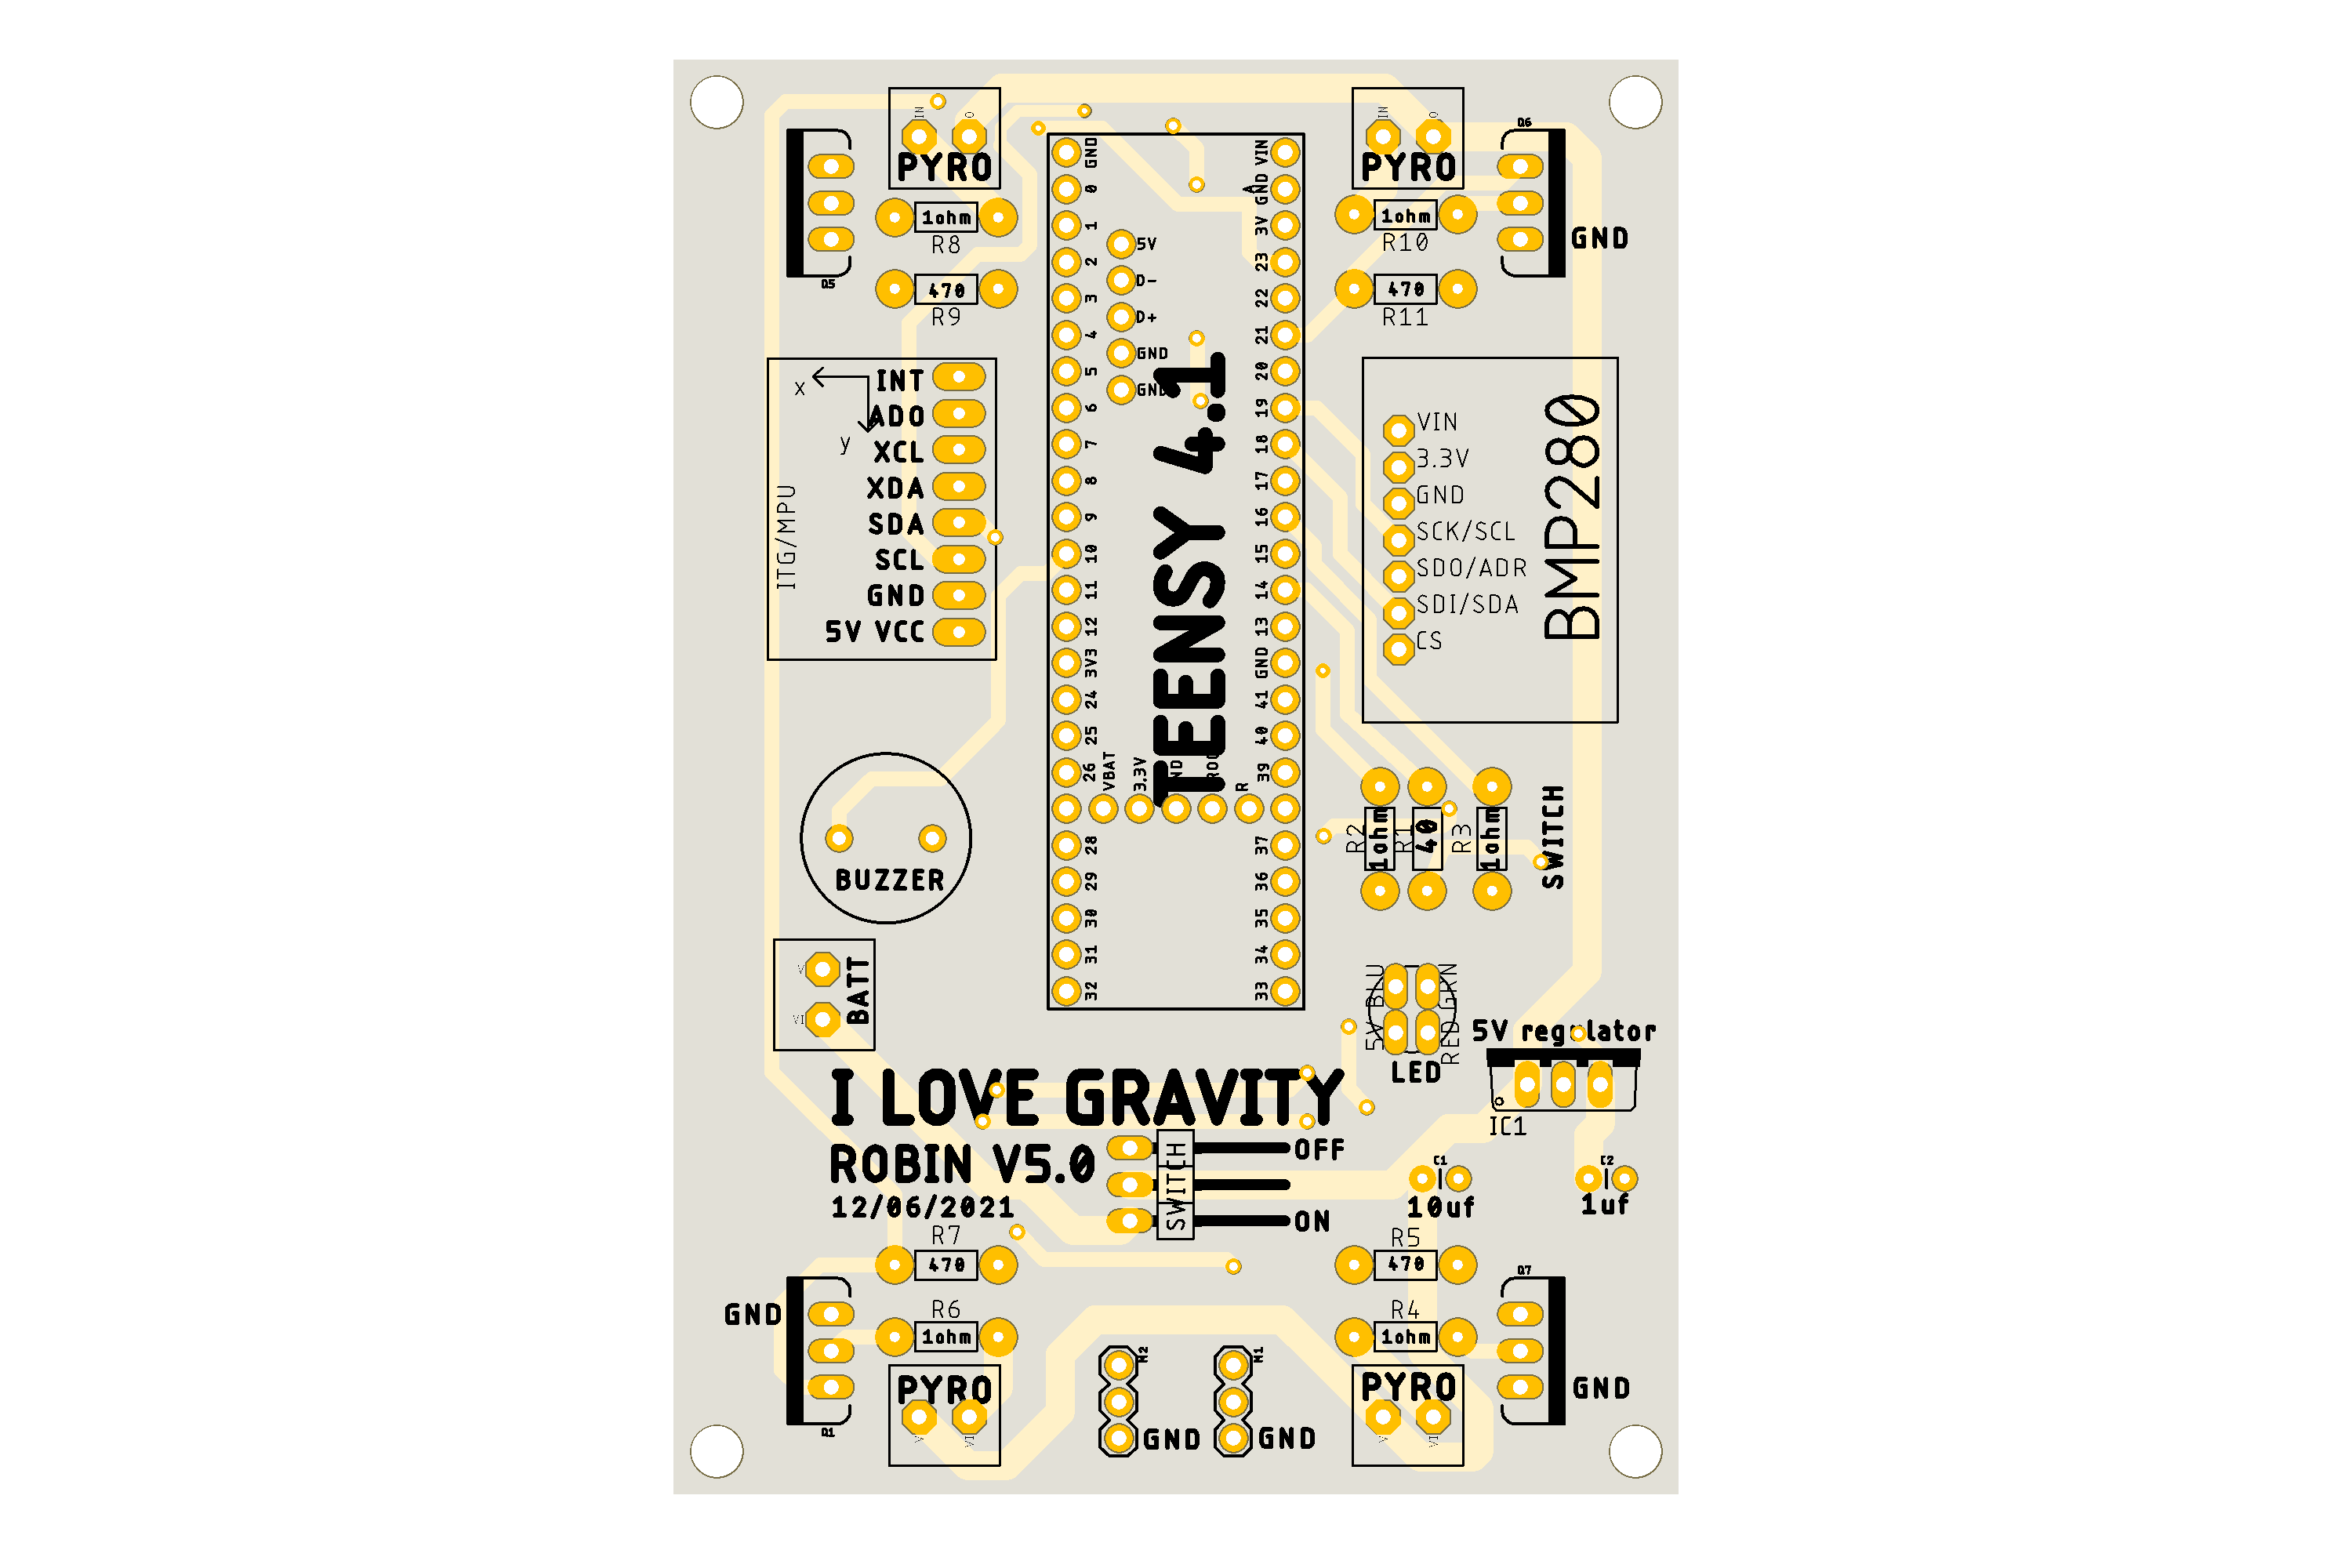 IN O
PYRO
IN O
PYRO
Q6
GND
Q5
1ohm
R8
470
R9
1ohm
R10
470
R11
GND
0
1
2
3
4
5
6
7
8
9
10
11
12
3V3
24
25
26
28
29
30
31
32
5V
D-
D+
GND
GND
VIN
GND
A
3V
23
22
21
20
19
18
17
16
15
14
13
GND
41
40
39
37
36
35
34
33
VBAT
3.3V
R
TEENSY 4.1
x
y
ITG/MPU
INT
ADO
XCL
XDA
SDA
SCL
GND
5V VCC
VIN
3.3V
GND
SCK/SCL
SDO/ADR
SDI/SDA
CS
BMP280
BUZZER
R2
1ohm
R1
40
R3
1ohm
SWITCH
V
VI
BATT
5V BLU
RED GRN
LED
5V regulator
IC1
I LOVE GRAVITY
ROBIN V5.0
12/06/2021
SWITCH
OFF
ON
C1
10uf
C2
1uf
R7
470
R6
1ohm
R5
470
R4
1ohm
GND
Q1
Q7
GND
PYRO
V VI
M2
GND
M1
GND
PYRO
V VI